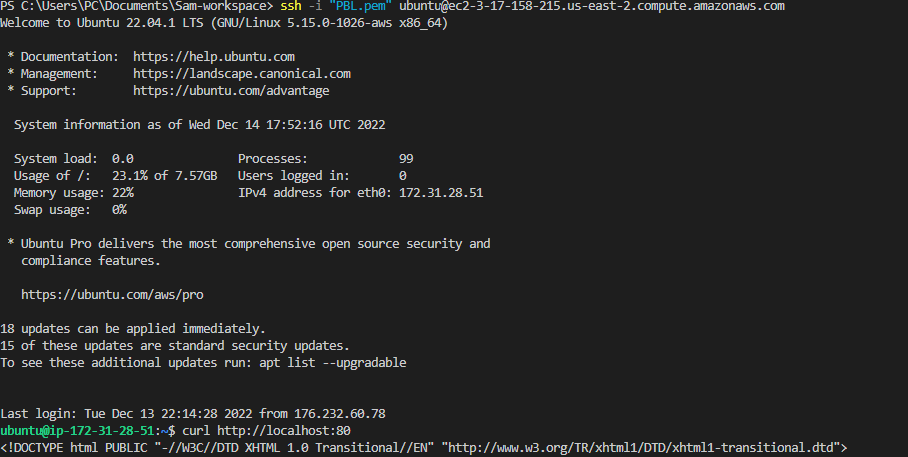 PS C:\Users\PC\Documents\Sam-workspace> ssh -i "PBL.pem" ubuntu@ec2-3-17-158-215.us-east-2.compute.amazonaws.com
Welcome to Ubuntu 22.04.1 LTS (GNU/Linux 5.15.0-1026-aws x86_64)

 * Documentation:  https://help.ubuntu.com
 * Management:     https://landscape.canonical.com
 * Support:        https://ubuntu.com/advantage

  System information as of Wed Dec 14 17:52:16 UTC 2022

  System load:  0.0               Processes:             99
  Usage of /:   23.1% of 7.57GB   Users logged in:       0
  Memory usage: 22%               IPv4 address for eth0: 172.31.28.51
  Swap usage:   0%

 * Ubuntu Pro delivers the most comprehensive open source security and
   compliance features.

   https://ubuntu.com/aws/pro

18 updates can be applied immediately.
15 of these updates are standard security updates.
To see these additional updates run: apt list --upgradable

Last login: Tue Dec 13 22:14:28 2022 from 176.232.60.78
ubuntu@ip-172-31-28-51:~$ curl http://localhost:80
<!DOCTYPE html PUBLIC "-//W3C//DTD XHTML 1.0 Transitional//EN" "http://www.w3.org/TR/xhtml1/DTD/xhtml1-transitional.dtd">